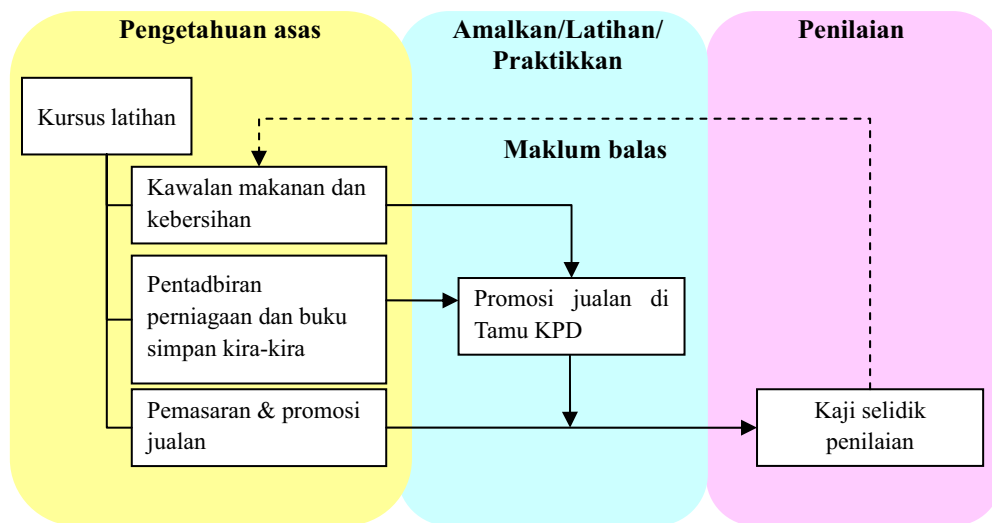 Pengetahuan asas
Amalkan/Latihan/
Praktikkan
Penilaian
Kursus latihan
Maklum balas
Kawalan makanan dan
kebersihan
Pentadbiran
perniagaan dan buku
simpan kira-kira
Promosi jualan di
Tamu KPD
Pemasaran & promosi
jualan
Kaji selidik
penilaian